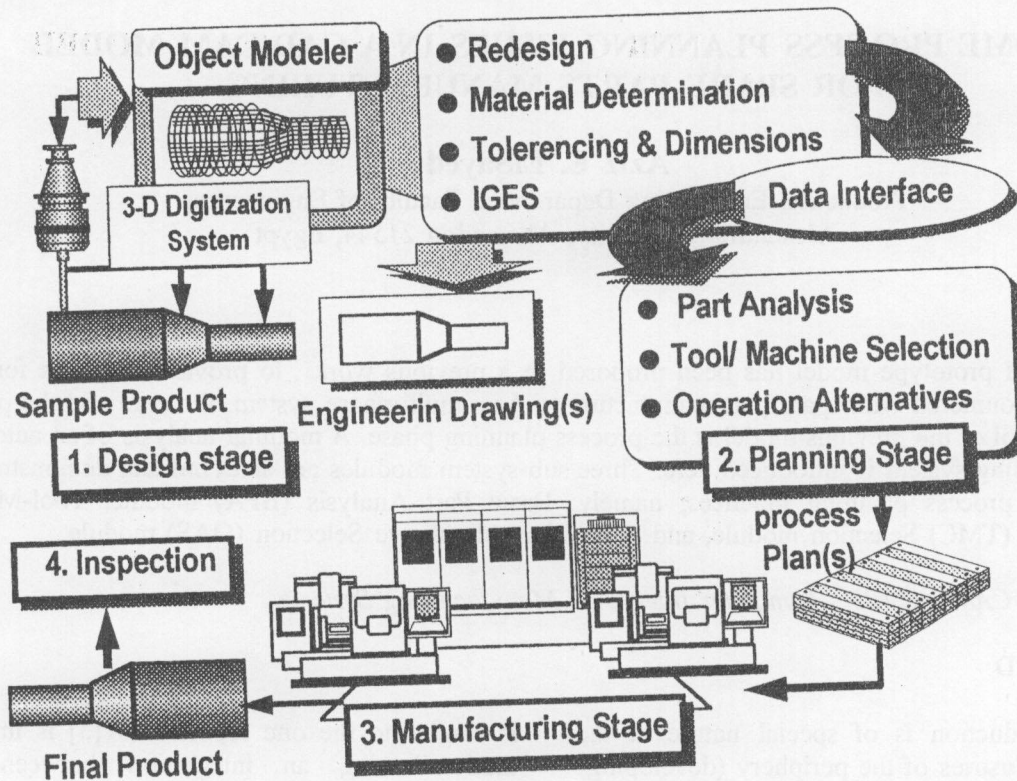 Object Modeler
3-D Digitization
System
● Redesign
● Material Determination
● Tolerencing & Dimensions
● IGES
Data Interface
● Part Analysis
● Tool/ Machine Selection
● Operation Alternatives
Sample Product
Engineerin Drawing(s)
1. Design stage
2. Planning Stage
process
Plan(s)
4. Inspection
3. Manufacturing Stage
Final Product